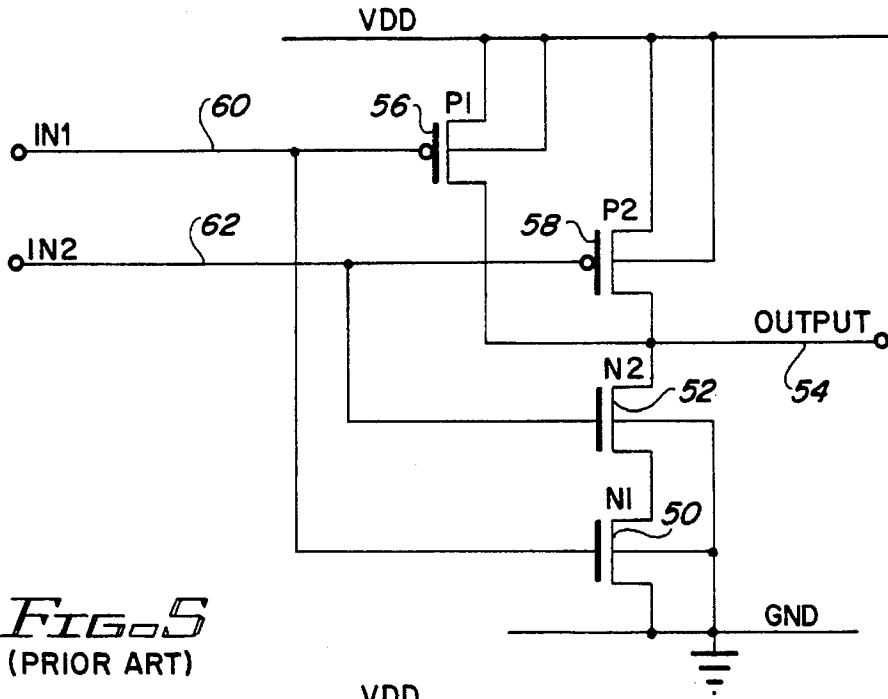 VDD
60
56
P1
IN1
62
58
P2
IN2
OUTPUT
54
N2
52
N1
50
FIG-5
(PRIOR ART)
GND
VDD